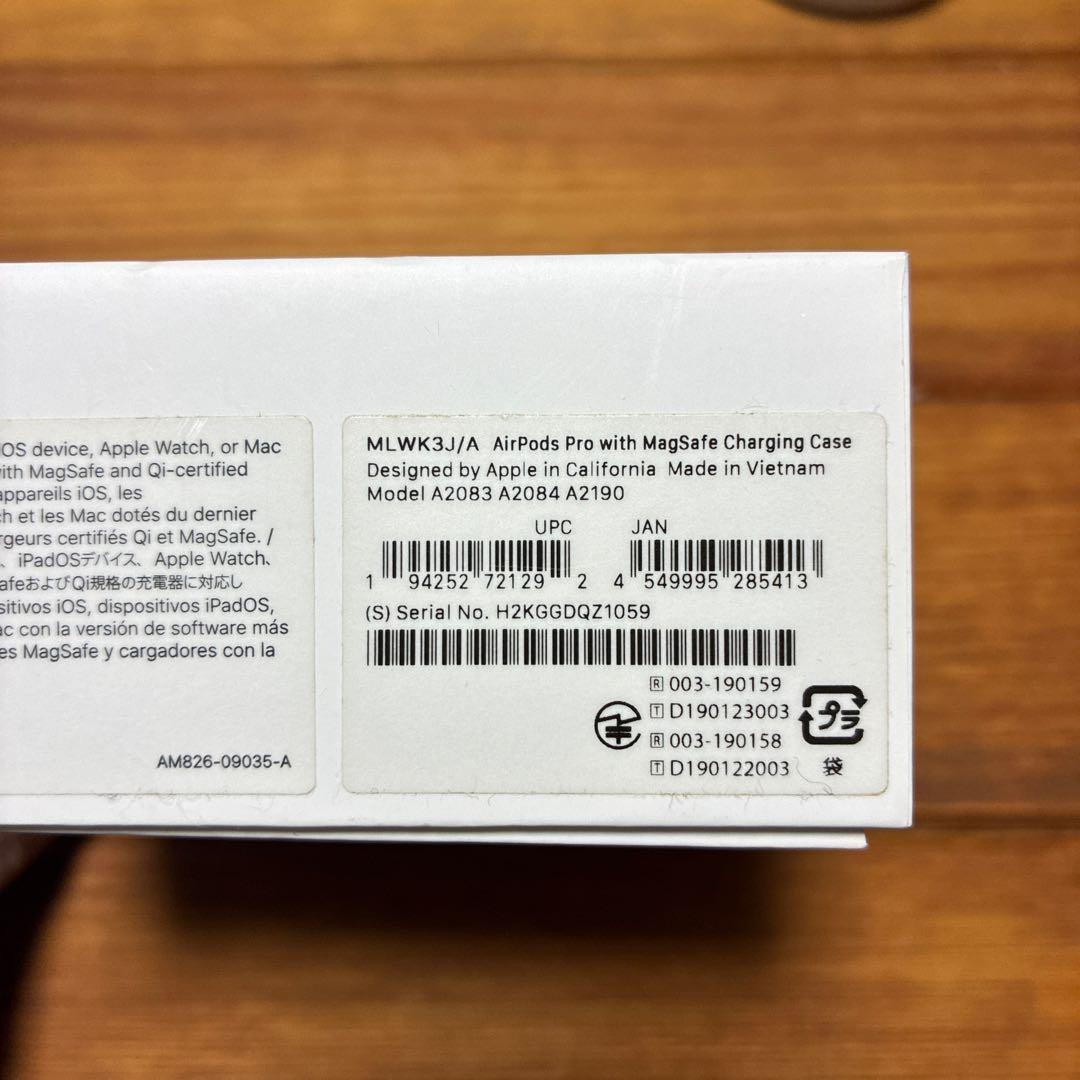 iOS device, Apple Watch, or Mac
with MagSafe and Qi-certified
appareils iOS, les
ch et les Mac dotés du dernier
rgeurs certifiés Qi et MagSafe. /
、iPadOSデバイス、Apple Watch、
SafeおよびQi規格の充電器に対応し
sitivos iOS, dispositivos iPadOS,
ac con la versión de software más
es MagSafe y cargadores con la
AM826-09035-A
MLWK3J/A AirPods Pro with MagSafe Charging Case
Designed by Apple in California Made in Vietnam
Model A2083 A2084 A2190
UPC JAN
1 94252 72129 2 4 549995 285413
(S) Serial No. H2KGGDQZ1059
R 003-190159
T D190123003
R 003-190158
T D190122003
プラ
袋